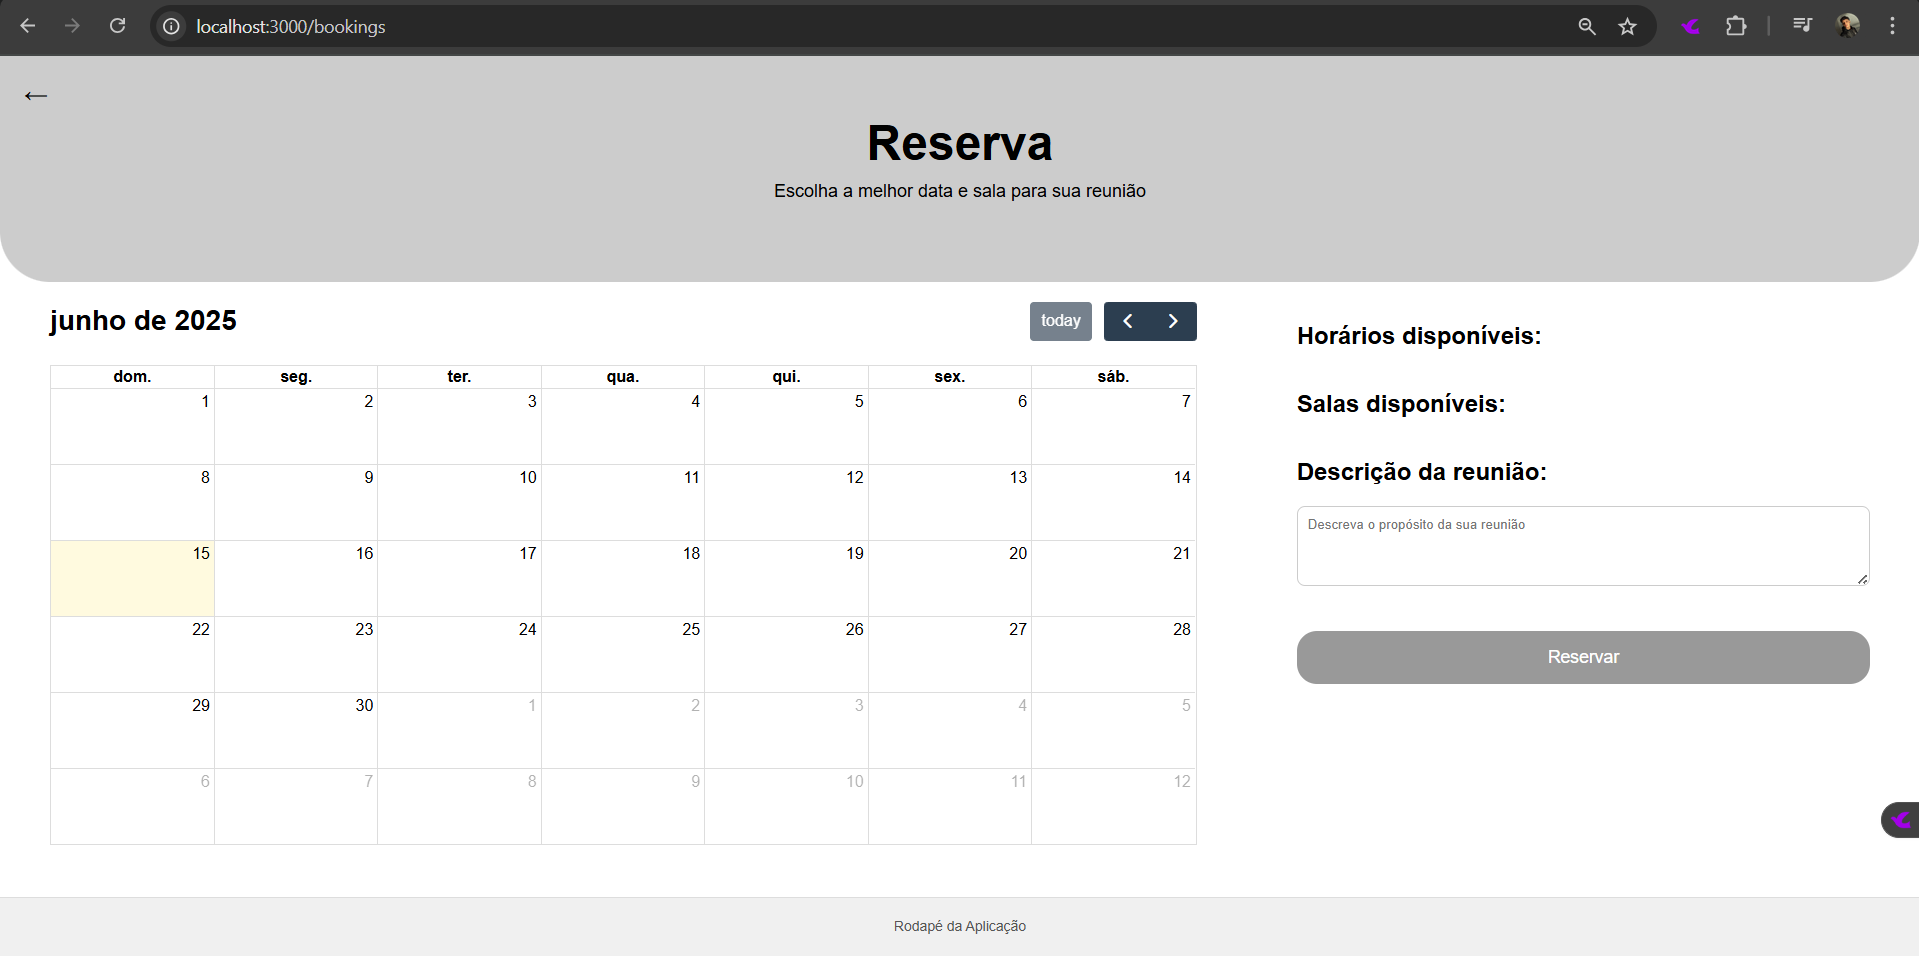 localhost:3000/bookings
←
Reserva
Escolha a melhor data e sala para sua reunião
junho de 2025
today
dom. seg. ter. qua. qui. sex. sáb.
1 2 3 4 5 6 7
8 9 10 11 12 13 14
15 16 17 18 19 20 21
22 23 24 25 26 27 28
29 30 1 2 3 4 5
6 7 8 9 10 11 12
Horários disponíveis:
Salas disponíveis:
Descrição da reunião:
Descreva o propósito da sua reunião
Reservar
Rodapé da Aplicação